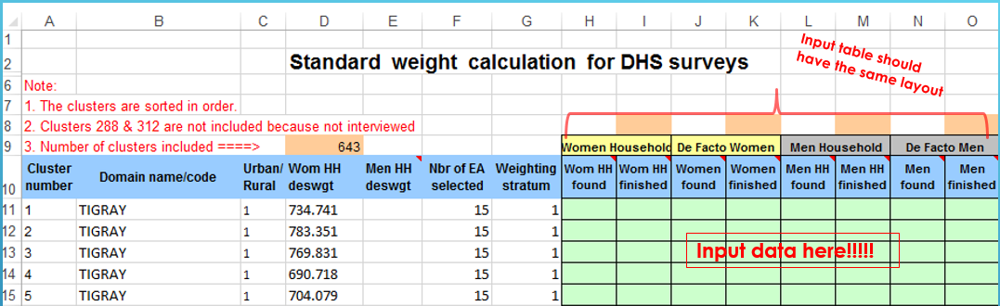 A B C D E F G H I J K L M N O
1
2 Standard weight calculation for DHS surveys
Input table should
have the same layout
6 Note:
7 1. The clusters are sorted in order.
8 2. Clusters 288 & 312 are not included because not interviewed
9 3. Number of clusters included ====> 643 Women Household De Facto Women Men Household De Facto Men
10 Cluster number Domain name/code Urban/ Rural Wom HH deswgt Men HH deswgt Nbr of EA selected Weighting stratum Wom HH found Wom HH finished Women found Women finished Men HH found Men HH finished Men found Men finished
11 1 TIGRAY 1 734.741 15 1
12 2 TIGRAY 1 783.351 15 1
13 3 TIGRAY 1 769.831 15 1
Input data here!!!!!
14 4 TIGRAY 1 690.718 15 1
15 5 TIGRAY 1 704.079 15 1